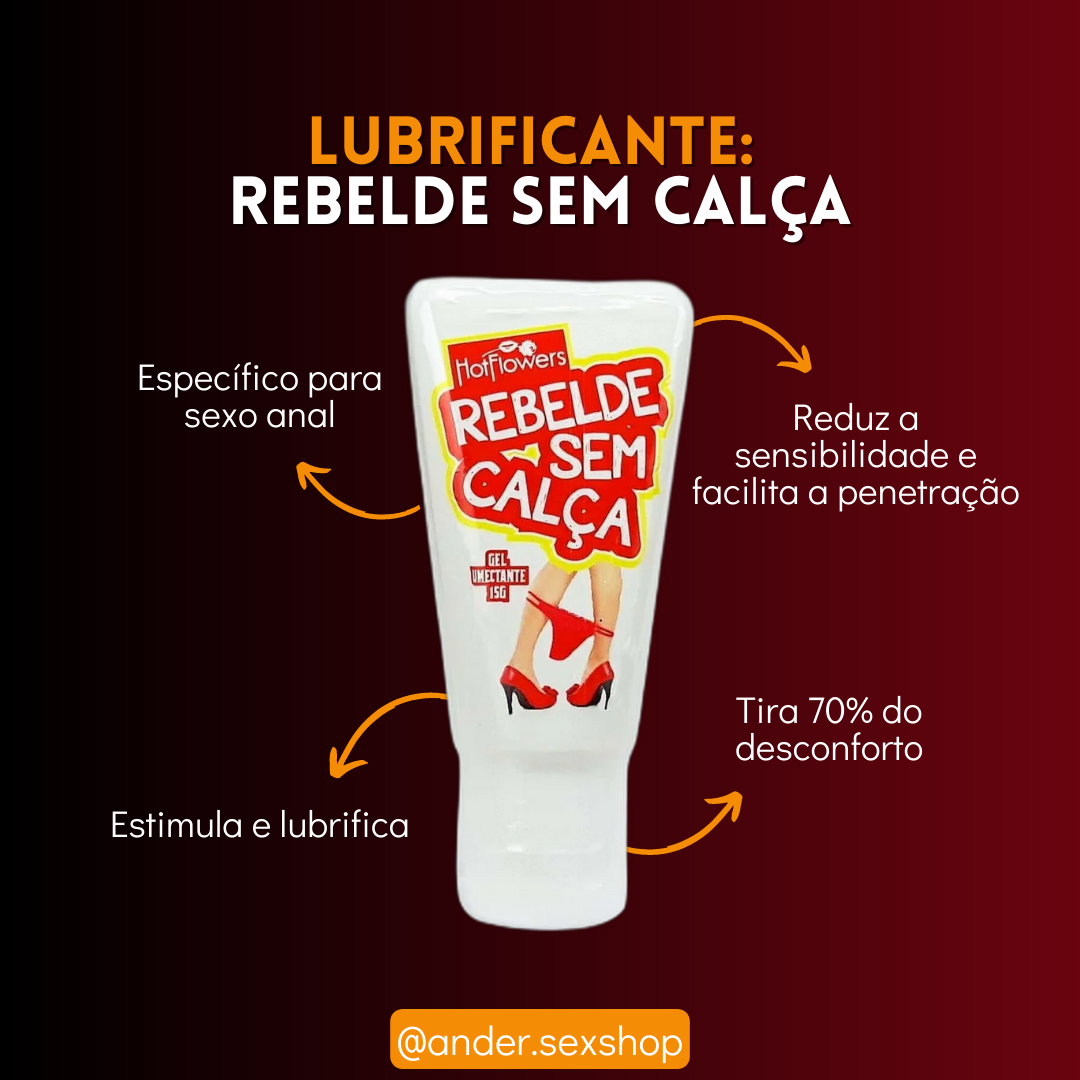 LUBRIFICANTE:
REBELDE SEM CALÇA
Específico para
sexo anal
HotFlowers
REBELDE
SEM
CALÇA
GEL
UMECTANTE
15G
Reduz a
sensibilidade e
facilita a penetração
Estimula e lubrifica
Tira 70% do
desconforto
@ander.sexshop